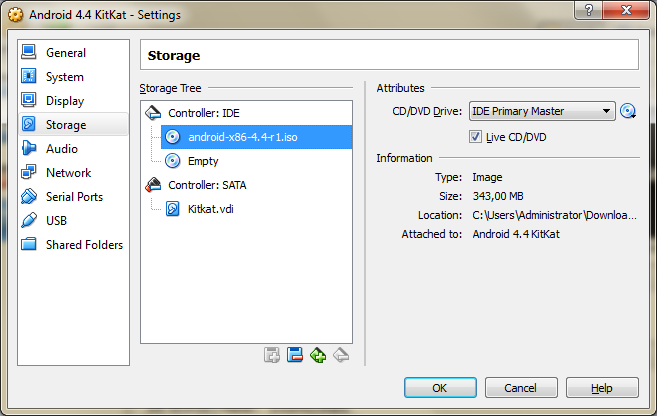 Android 4.4 KitKat - Settings
General
System
Display
Storage
Audio
Network
Serial Ports
USB
Shared Folders
Storage
Storage Tree
Controller: IDE
android-x86-4.4-r1.iso
Empty
Controller: SATA
Kitkat.vdi
Attributes
CD/DVD Drive: IDE Primary Master
Live CD/DVD
Information
Type: Image
Size: 343,00 MB
Location: C:\Users\Administrator\Downloa...
Attached to: Android 4.4 KitKat
OK Cancel Help